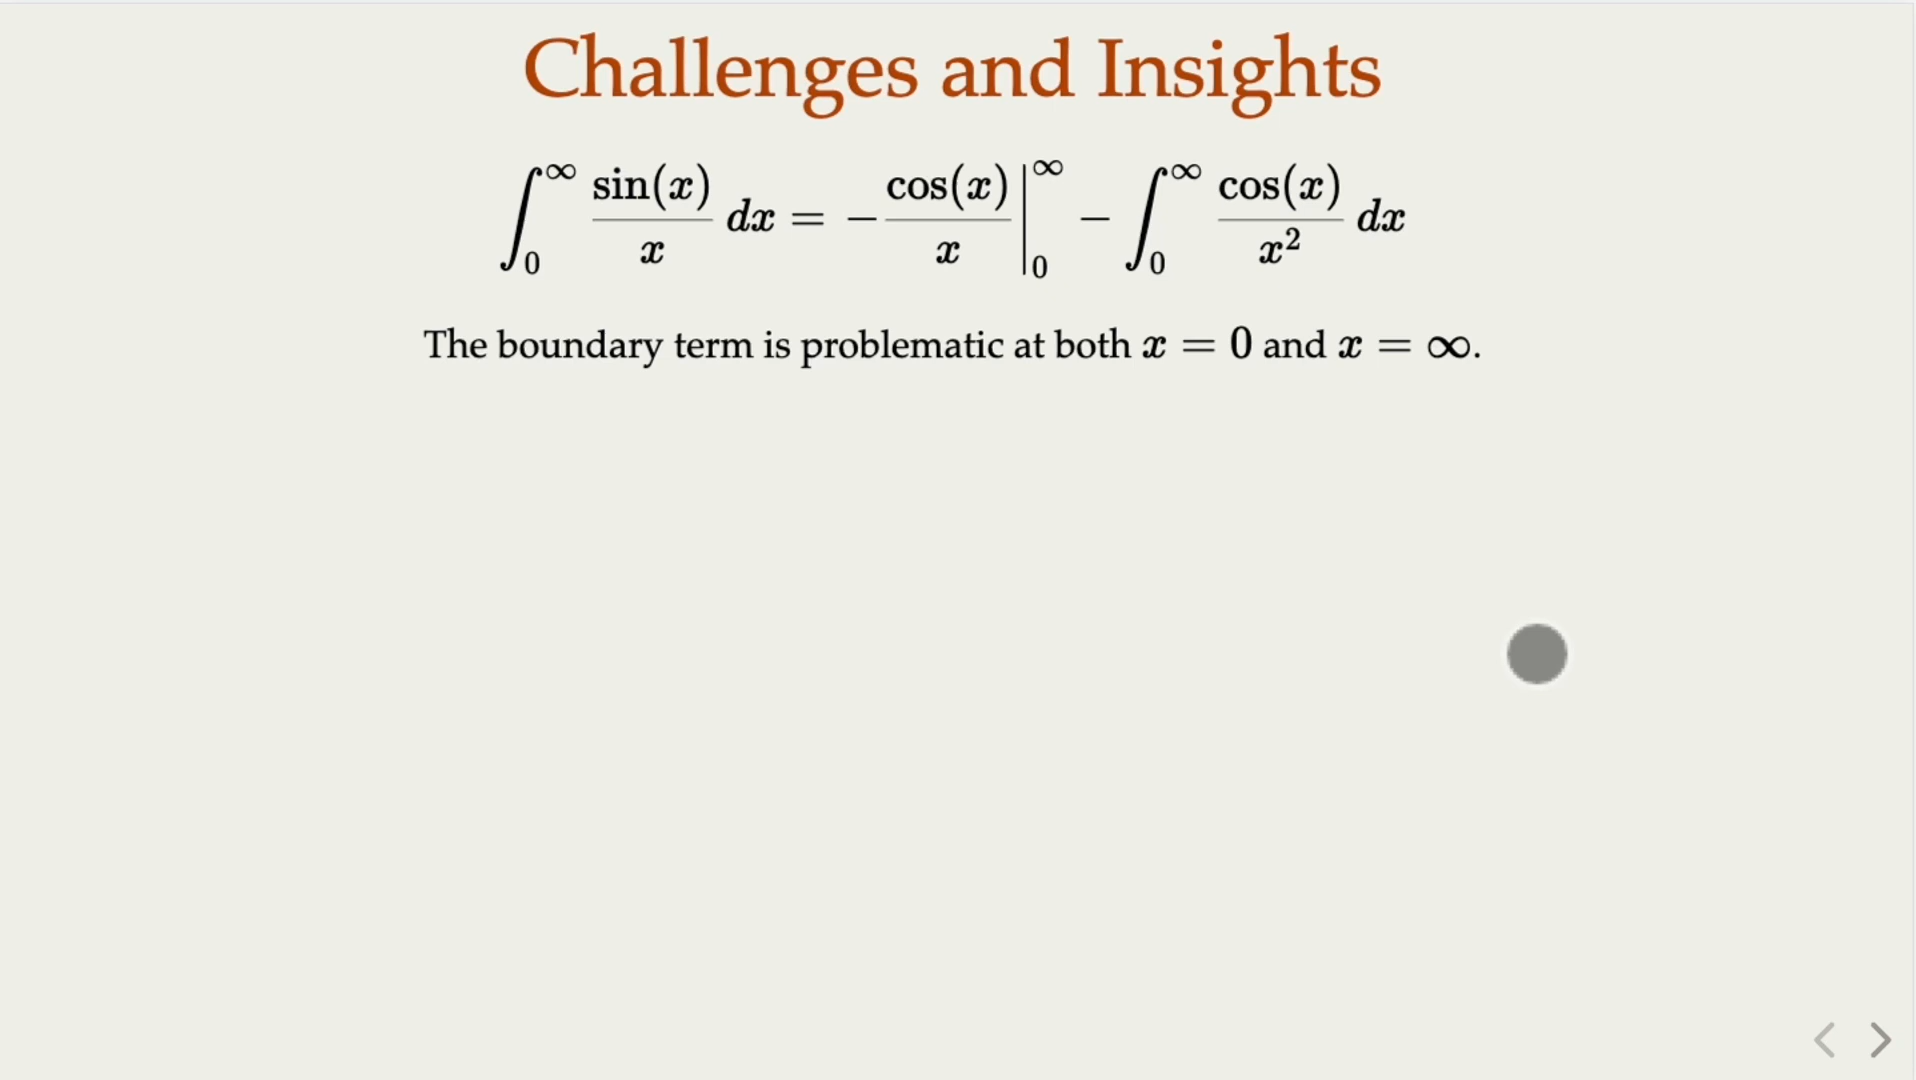 Challenges and Insights
∫₀^∞ sin(x)/x dx = − cos(x)/x |₀^∞ − ∫₀^∞ cos(x)/x² dx
The boundary term is problematic at both x = 0 and x = ∞.